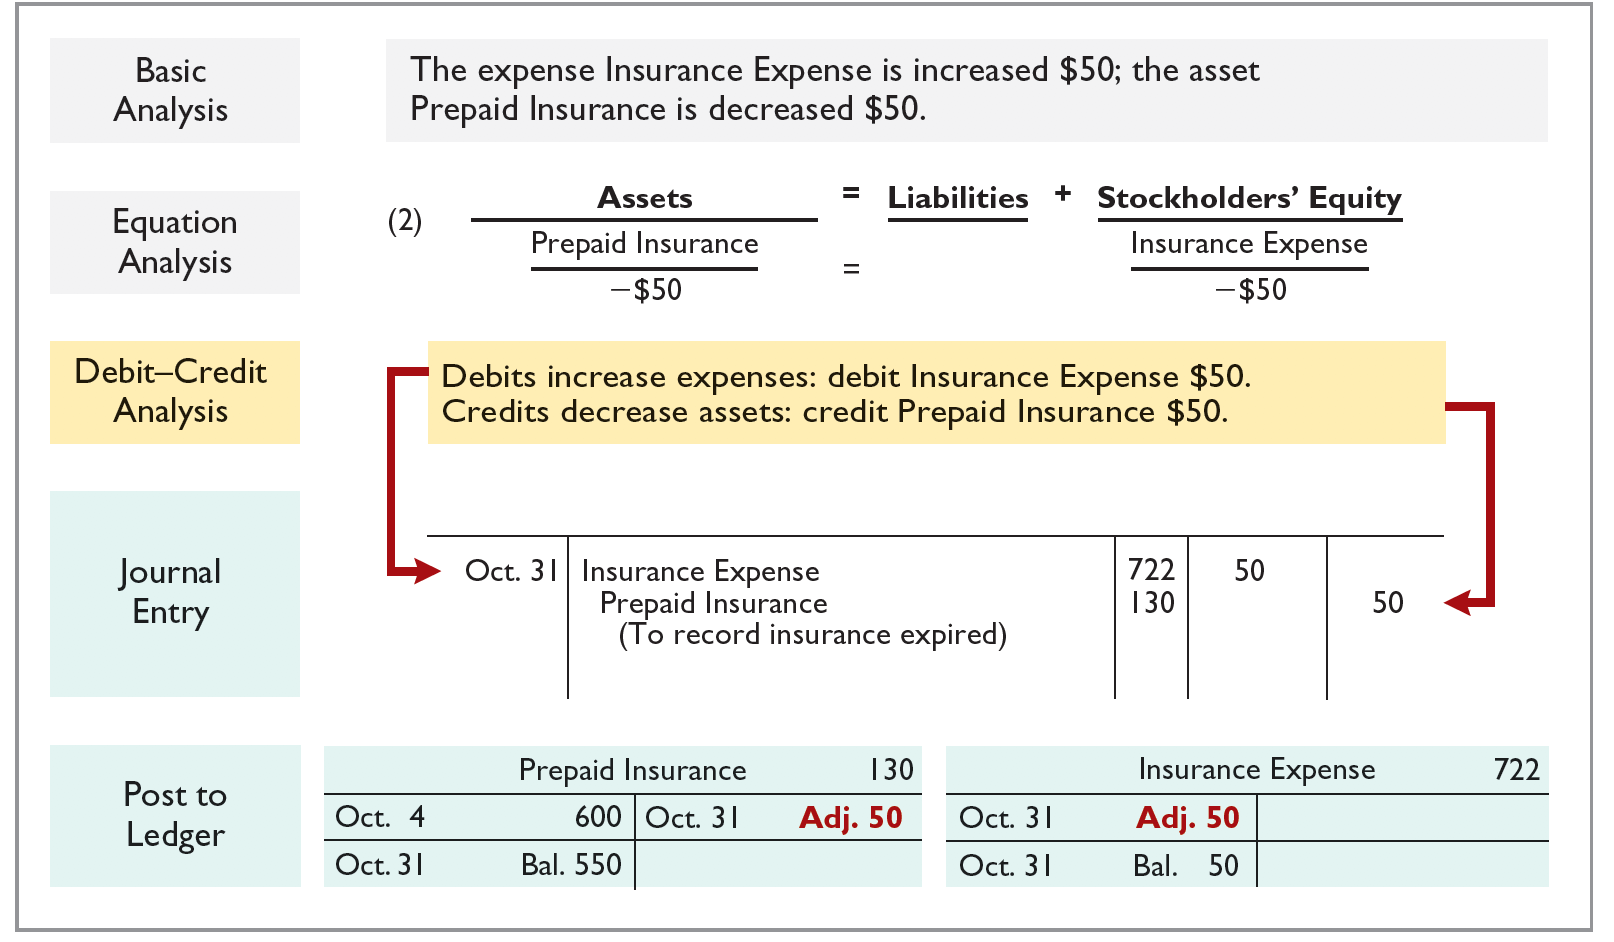 Basic
Analysis
The expense Insurance Expense is increased $50; the asset
Prepaid Insurance is decreased $50.
Equation
Analysis
(2)
Assets = Liabilities + Stockholders’ Equity
Prepaid Insurance = Insurance Expense
−$50 −$50
Debit–Credit
Analysis
Debits increase expenses: debit Insurance Expense $50.
Credits decrease assets: credit Prepaid Insurance $50.
Journal
Entry
Oct. 31 Insurance Expense 722 50
Prepaid Insurance 130 50
(To record insurance expired)
Post to
Ledger
Prepaid Insurance 130
Oct. 4 600 Oct. 31 Adj. 50
Oct. 31 Bal. 550
Insurance Expense 722
Oct. 31 Adj. 50
Oct. 31 Bal. 50